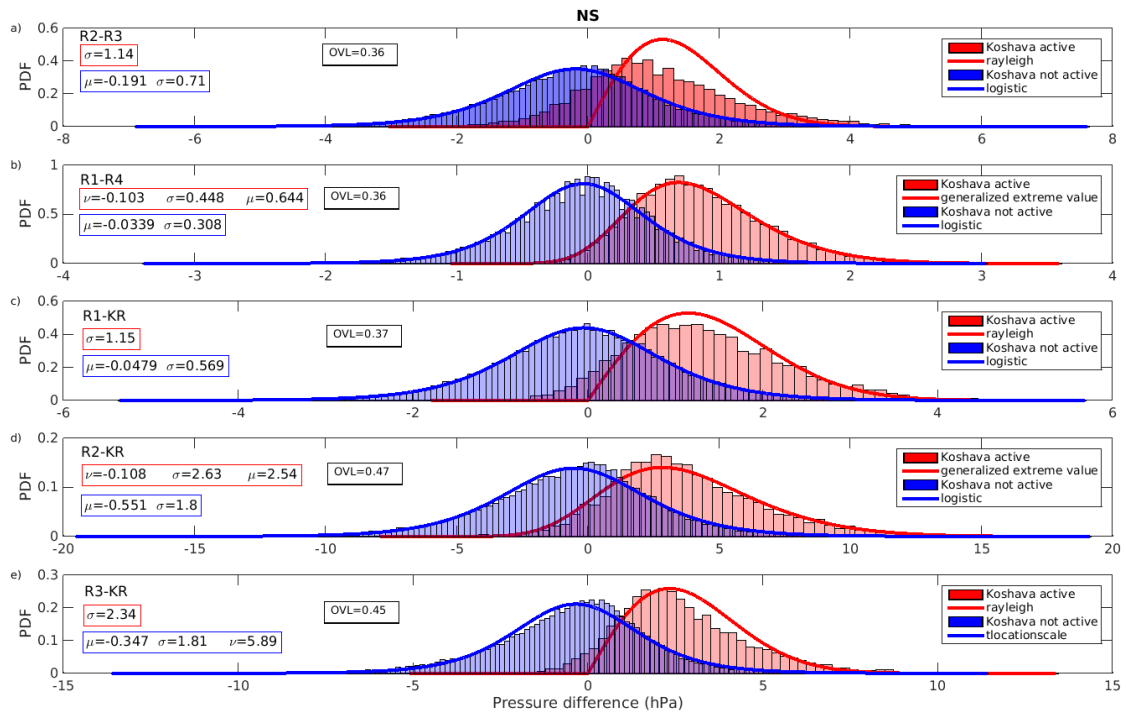 NS
a)
R2-R3
σ=1.14
μ=-0.191 σ=0.71
OVL=0.36
Koshava active
rayleigh
Koshava not active
logistic
PDF
0.6
0.4
0.2
0
-8 -6 -4 -2 0 2 4 6 8
b)
R1-R4
ν=-0.103 σ=0.448 μ=0.644
μ=-0.0339 σ=0.308
OVL=0.36
Koshava active
generalized extreme value
Koshava not active
logistic
PDF
1
0.5
0
-4 -3 -2 -1 0 1 2 3 4
c)
R1-KR
σ=1.15
μ=-0.0479 σ=0.569
OVL=0.37
Koshava active
rayleigh
Koshava not active
logistic
PDF
0.6
0.4
0.2
0
-6 -4 -2 0 2 4 6
d)
R2-KR
ν=-0.108 σ=2.63 μ=2.54
μ=-0.551 σ=1.8
OVL=0.47
Koshava active
generalized extreme value
Koshava not active
logistic
PDF
0.2
0.1
0
-20 -15 -10 -5 0 5 10 15 20
e)
R3-KR
σ=2.34
μ=-0.347 σ=1.81 ν=5.89
OVL=0.45
Koshava active
rayleigh
Koshava not active
tlocationscale
PDF
0.3
0.2
0.1
0
-15 -10 -5 0 5 10 15
Pressure difference (hPa)